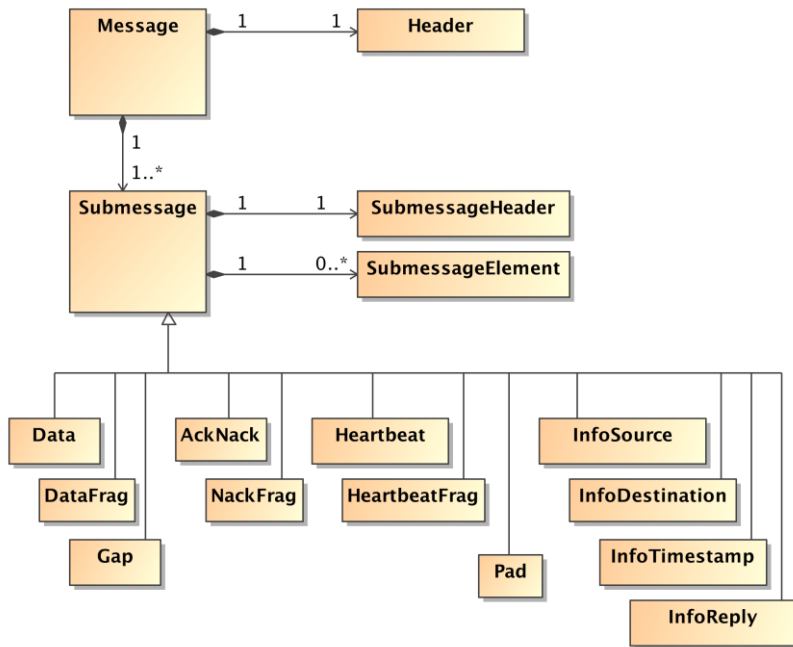 Message
1
1
Header
1
1..*
Submessage
1
1
SubmessageHeader
1
0..*
SubmessageElement
Data
AckNack
Heartbeat
InfoSource
DataFrag
NackFrag
HeartbeatFrag
InfoDestination
Gap
Pad
InfoTimestamp
InfoReply